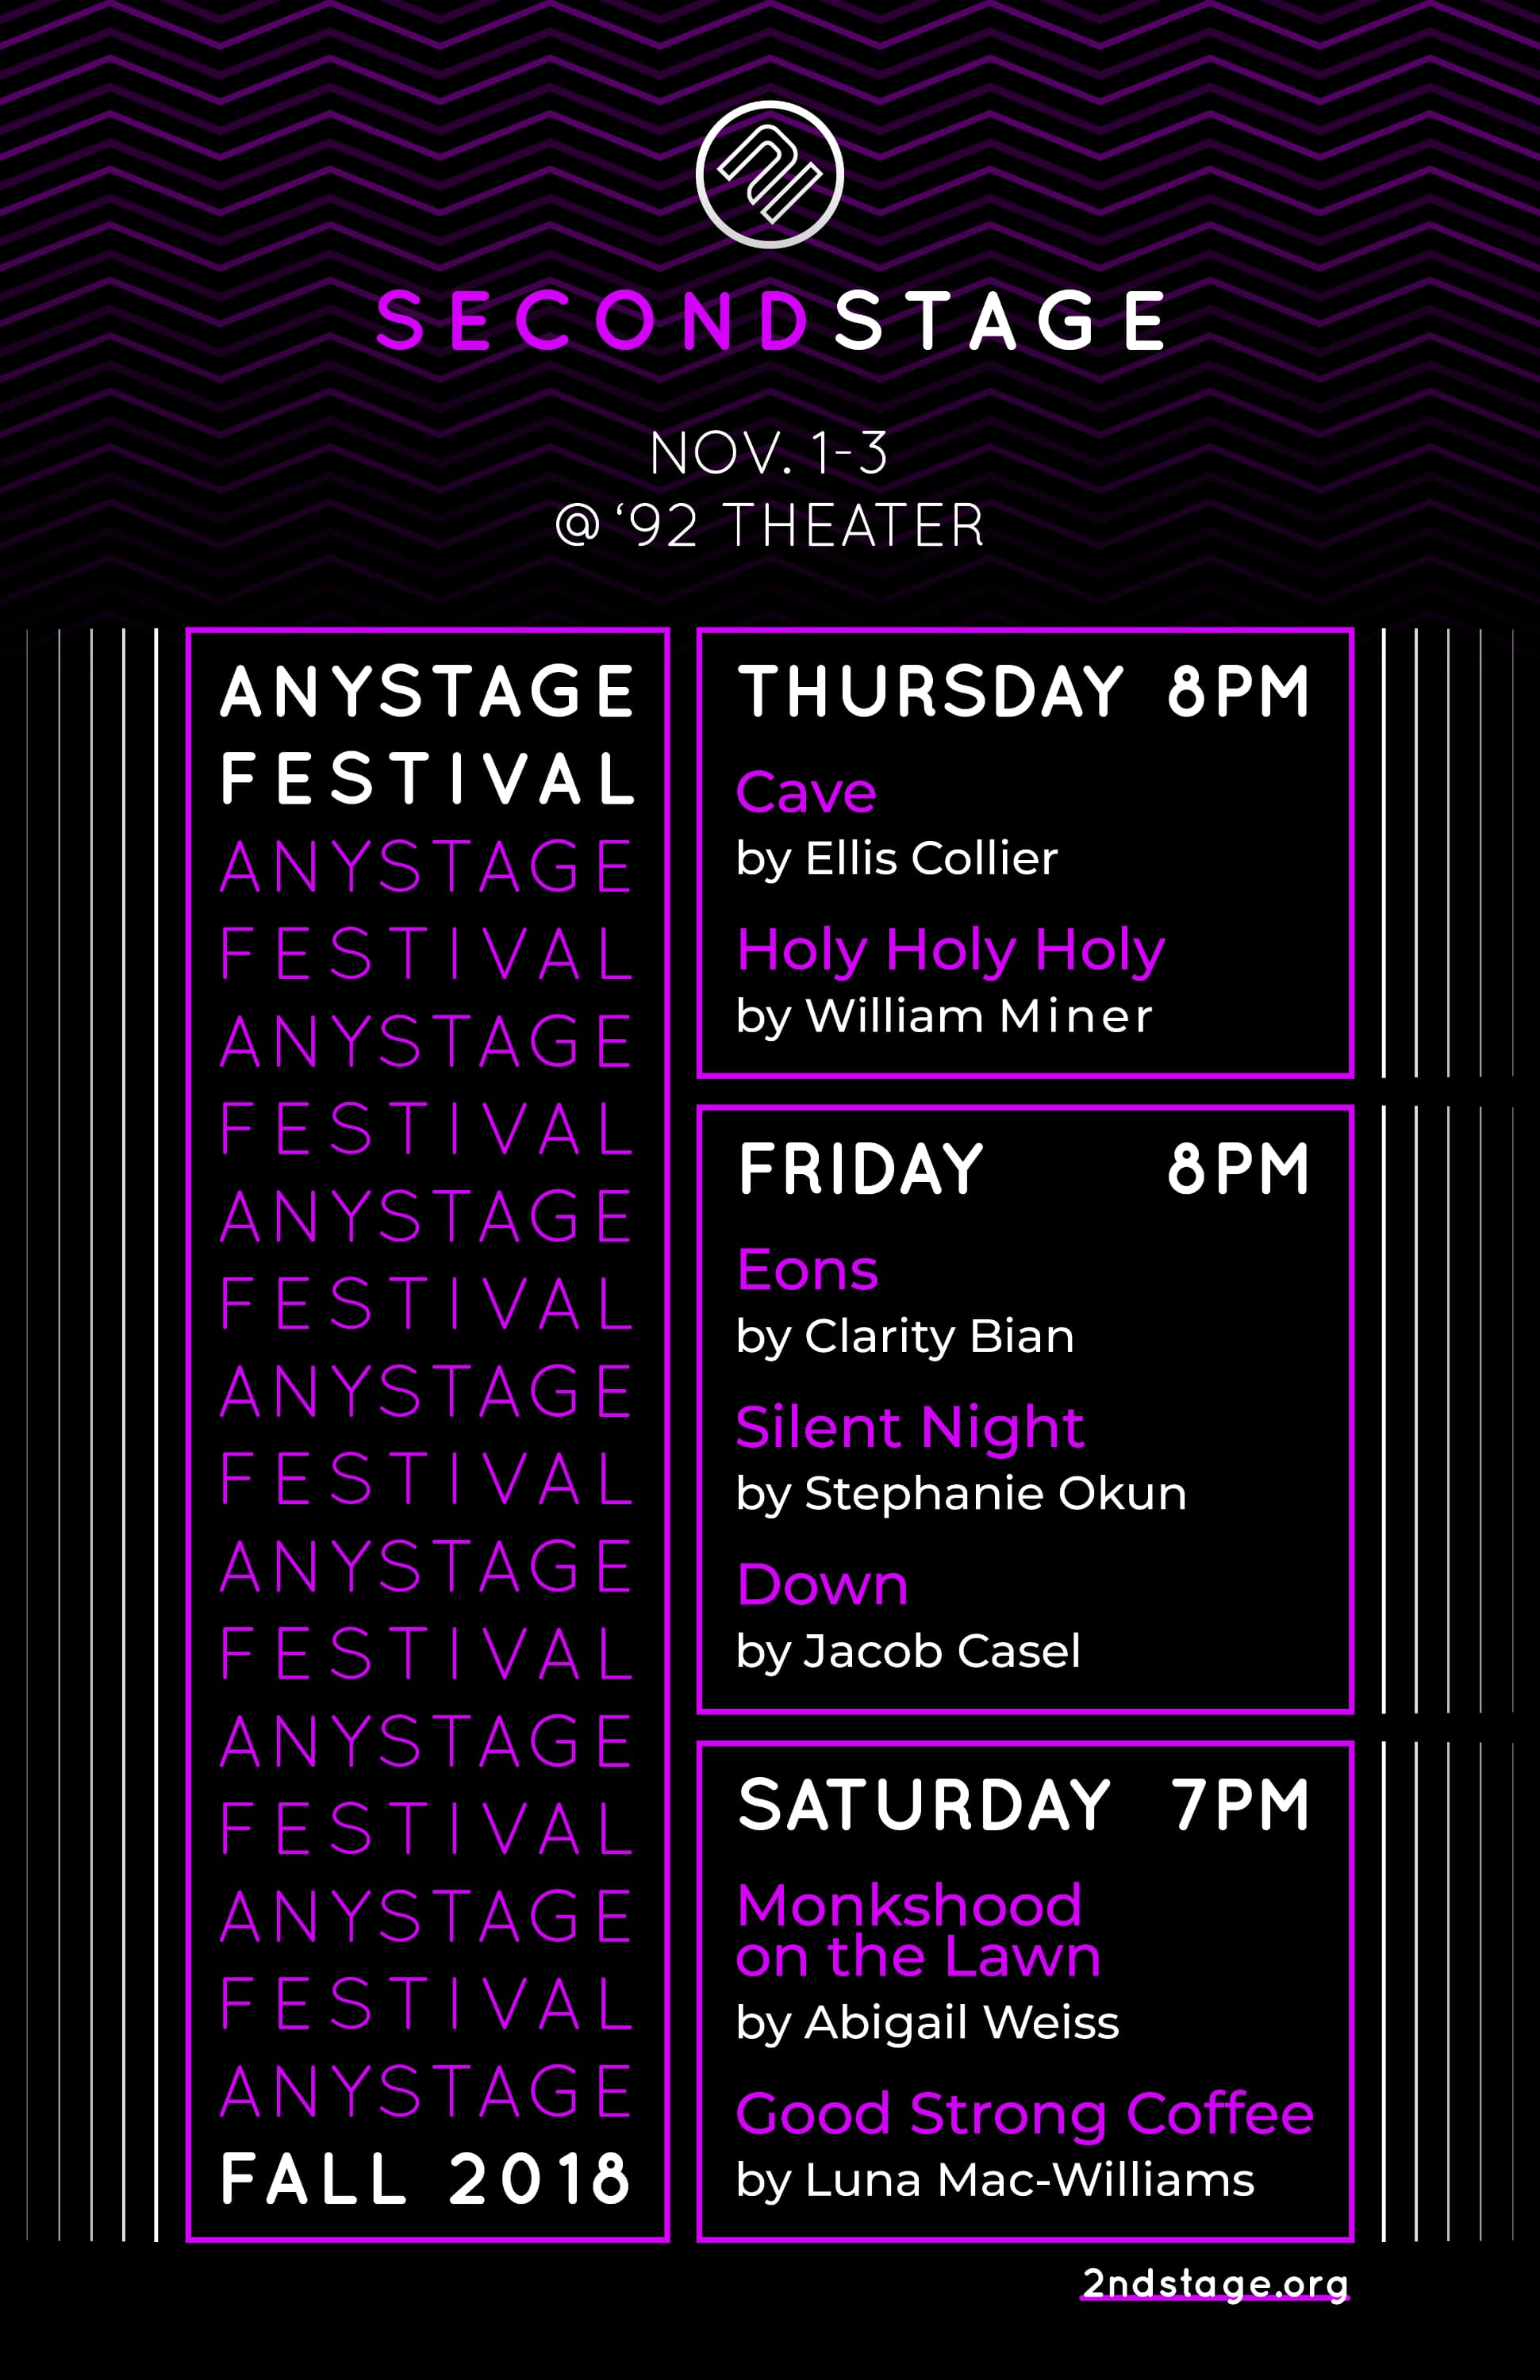 SECONDSTAGE
NOV. 1-3
@ ‘92 THEATER
ANYSTAGE
FESTIVAL
ANYSTAGE
FESTIVAL
ANYSTAGE
FESTIVAL
ANYSTAGE
FESTIVAL
ANYSTAGE
FESTIVAL
ANYSTAGE
FESTIVAL
ANYSTAGE
FESTIVAL
ANYSTAGE
FESTIVAL
ANYSTAGE
FALL 2018
THURSDAY 8PM
Cave
by Ellis Collier
Holy Holy Holy
by William Miner
FRIDAY 8PM
Eons
by Clarity Bian
Silent Night
by Stephanie Okun
Down
by Jacob Casel
SATURDAY 7PM
Monkshood
on the Lawn
by Abigail Weiss
Good Strong Coffee
by Luna Mac-Williams
2ndstage.org